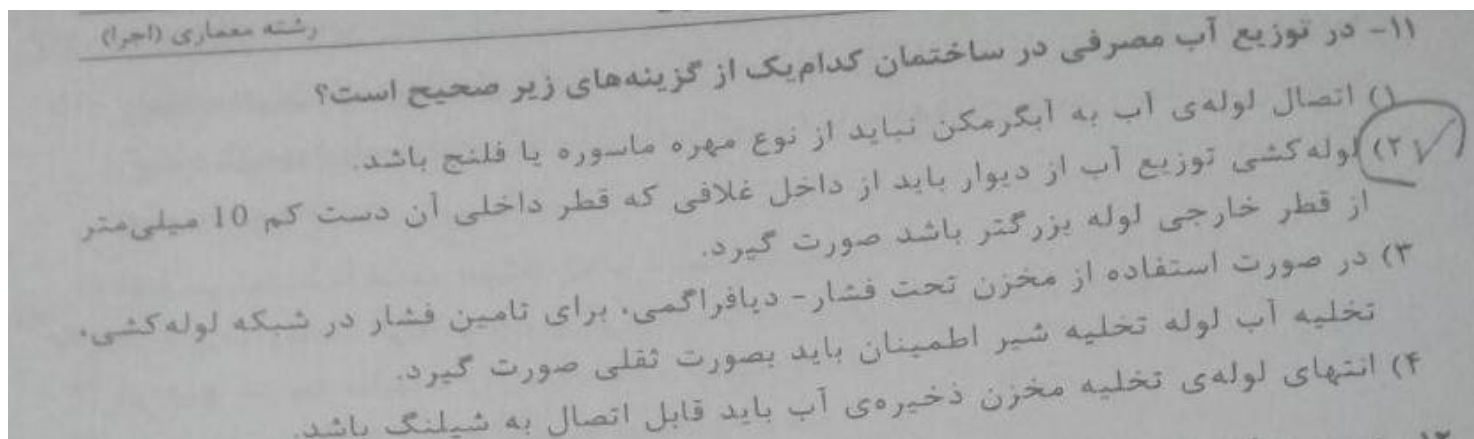 رشته معماری (اجرا)
۱۱- در توزیع آب مصرفی در ساختمان کدام‌یک از گزینه‌های زیر صحیح است؟
۱) اتصال لوله‌ی آب به آبگرمکن نباید از نوع مهره ماسوره یا فلنج باشد.
۲) لوله کشی توزیع آب از دیوار باید از داخل غلافی که قطر داخلی آن دست کم 10 میلی‌متر
از قطر خارجی لوله بزرگتر باشد صورت گیرد.
۳) در صورت استفاده از مخزن تحت فشار- دیافراگمی، برای تامین فشار در شبکه لوله‌کشی،
تخلیه آب لوله تخلیه شیر اطمینان باید بصورت ثقلی صورت گیرد.
۴) انتهای لوله‌ی تخلیه مخزن ذخیره‌ی آب باید قابل اتصال به شیلنگ باشد.